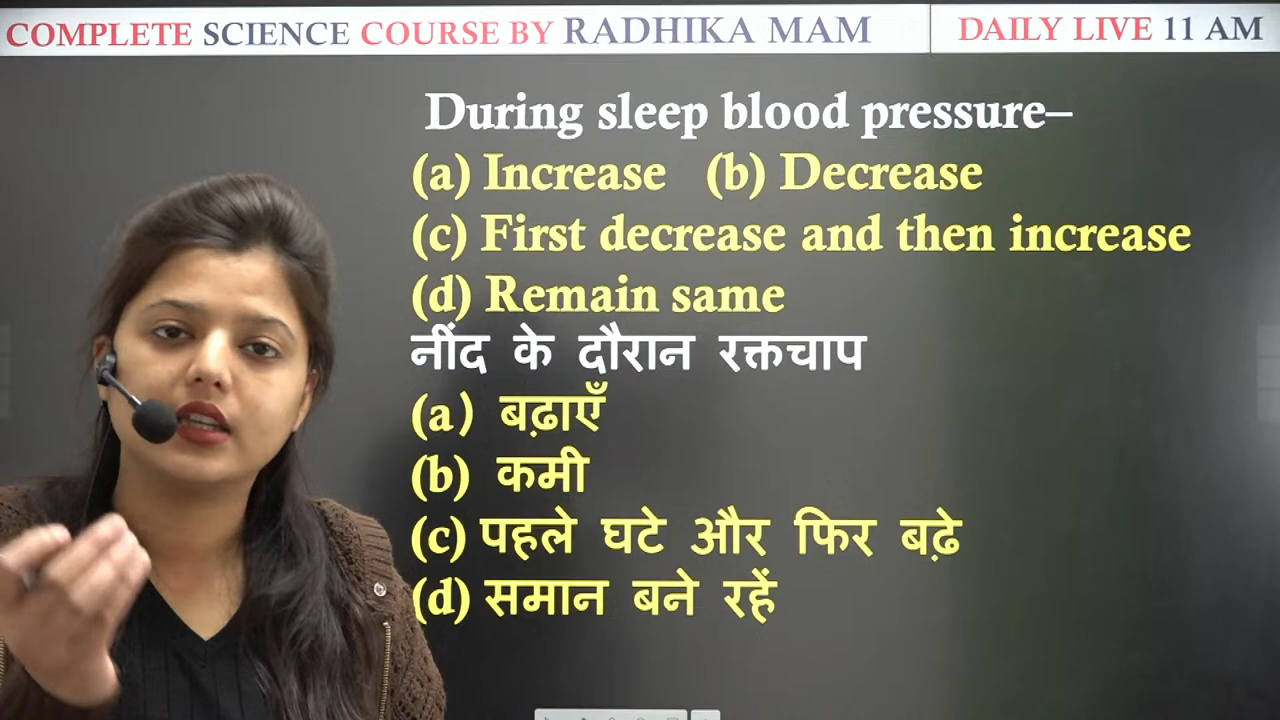 COMPLETE SCIENCE COURSE BY RADHIKA MAM DAILY LIVE 11 AM
During sleep blood pressure–
(a) Increase (b) Decrease
(c) First decrease and then increase
(d) Remain same
नींद के दौरान रक्तचाप
(a) बढ़ाएँ
(b) कमी
(c) पहले घटे और फिर बढ़े
(d) समान बने रहें